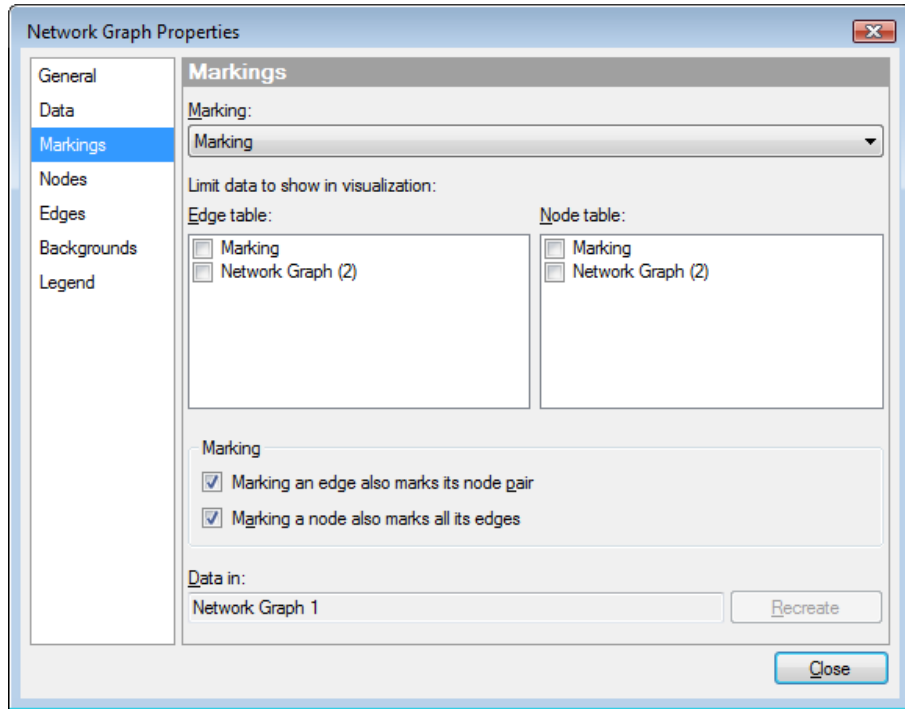 Network Graph Properties
General
Data
Markings
Nodes
Edges
Backgrounds
Legend
Markings
Marking:
Marking
Limit data to show in visualization:
Edge table:
Marking
Network Graph (2)
Node table:
Marking
Network Graph (2)
Marking
Marking an edge also marks its node pair
Marking a node also marks all its edges
Data in:
Network Graph 1
Recreate
Close